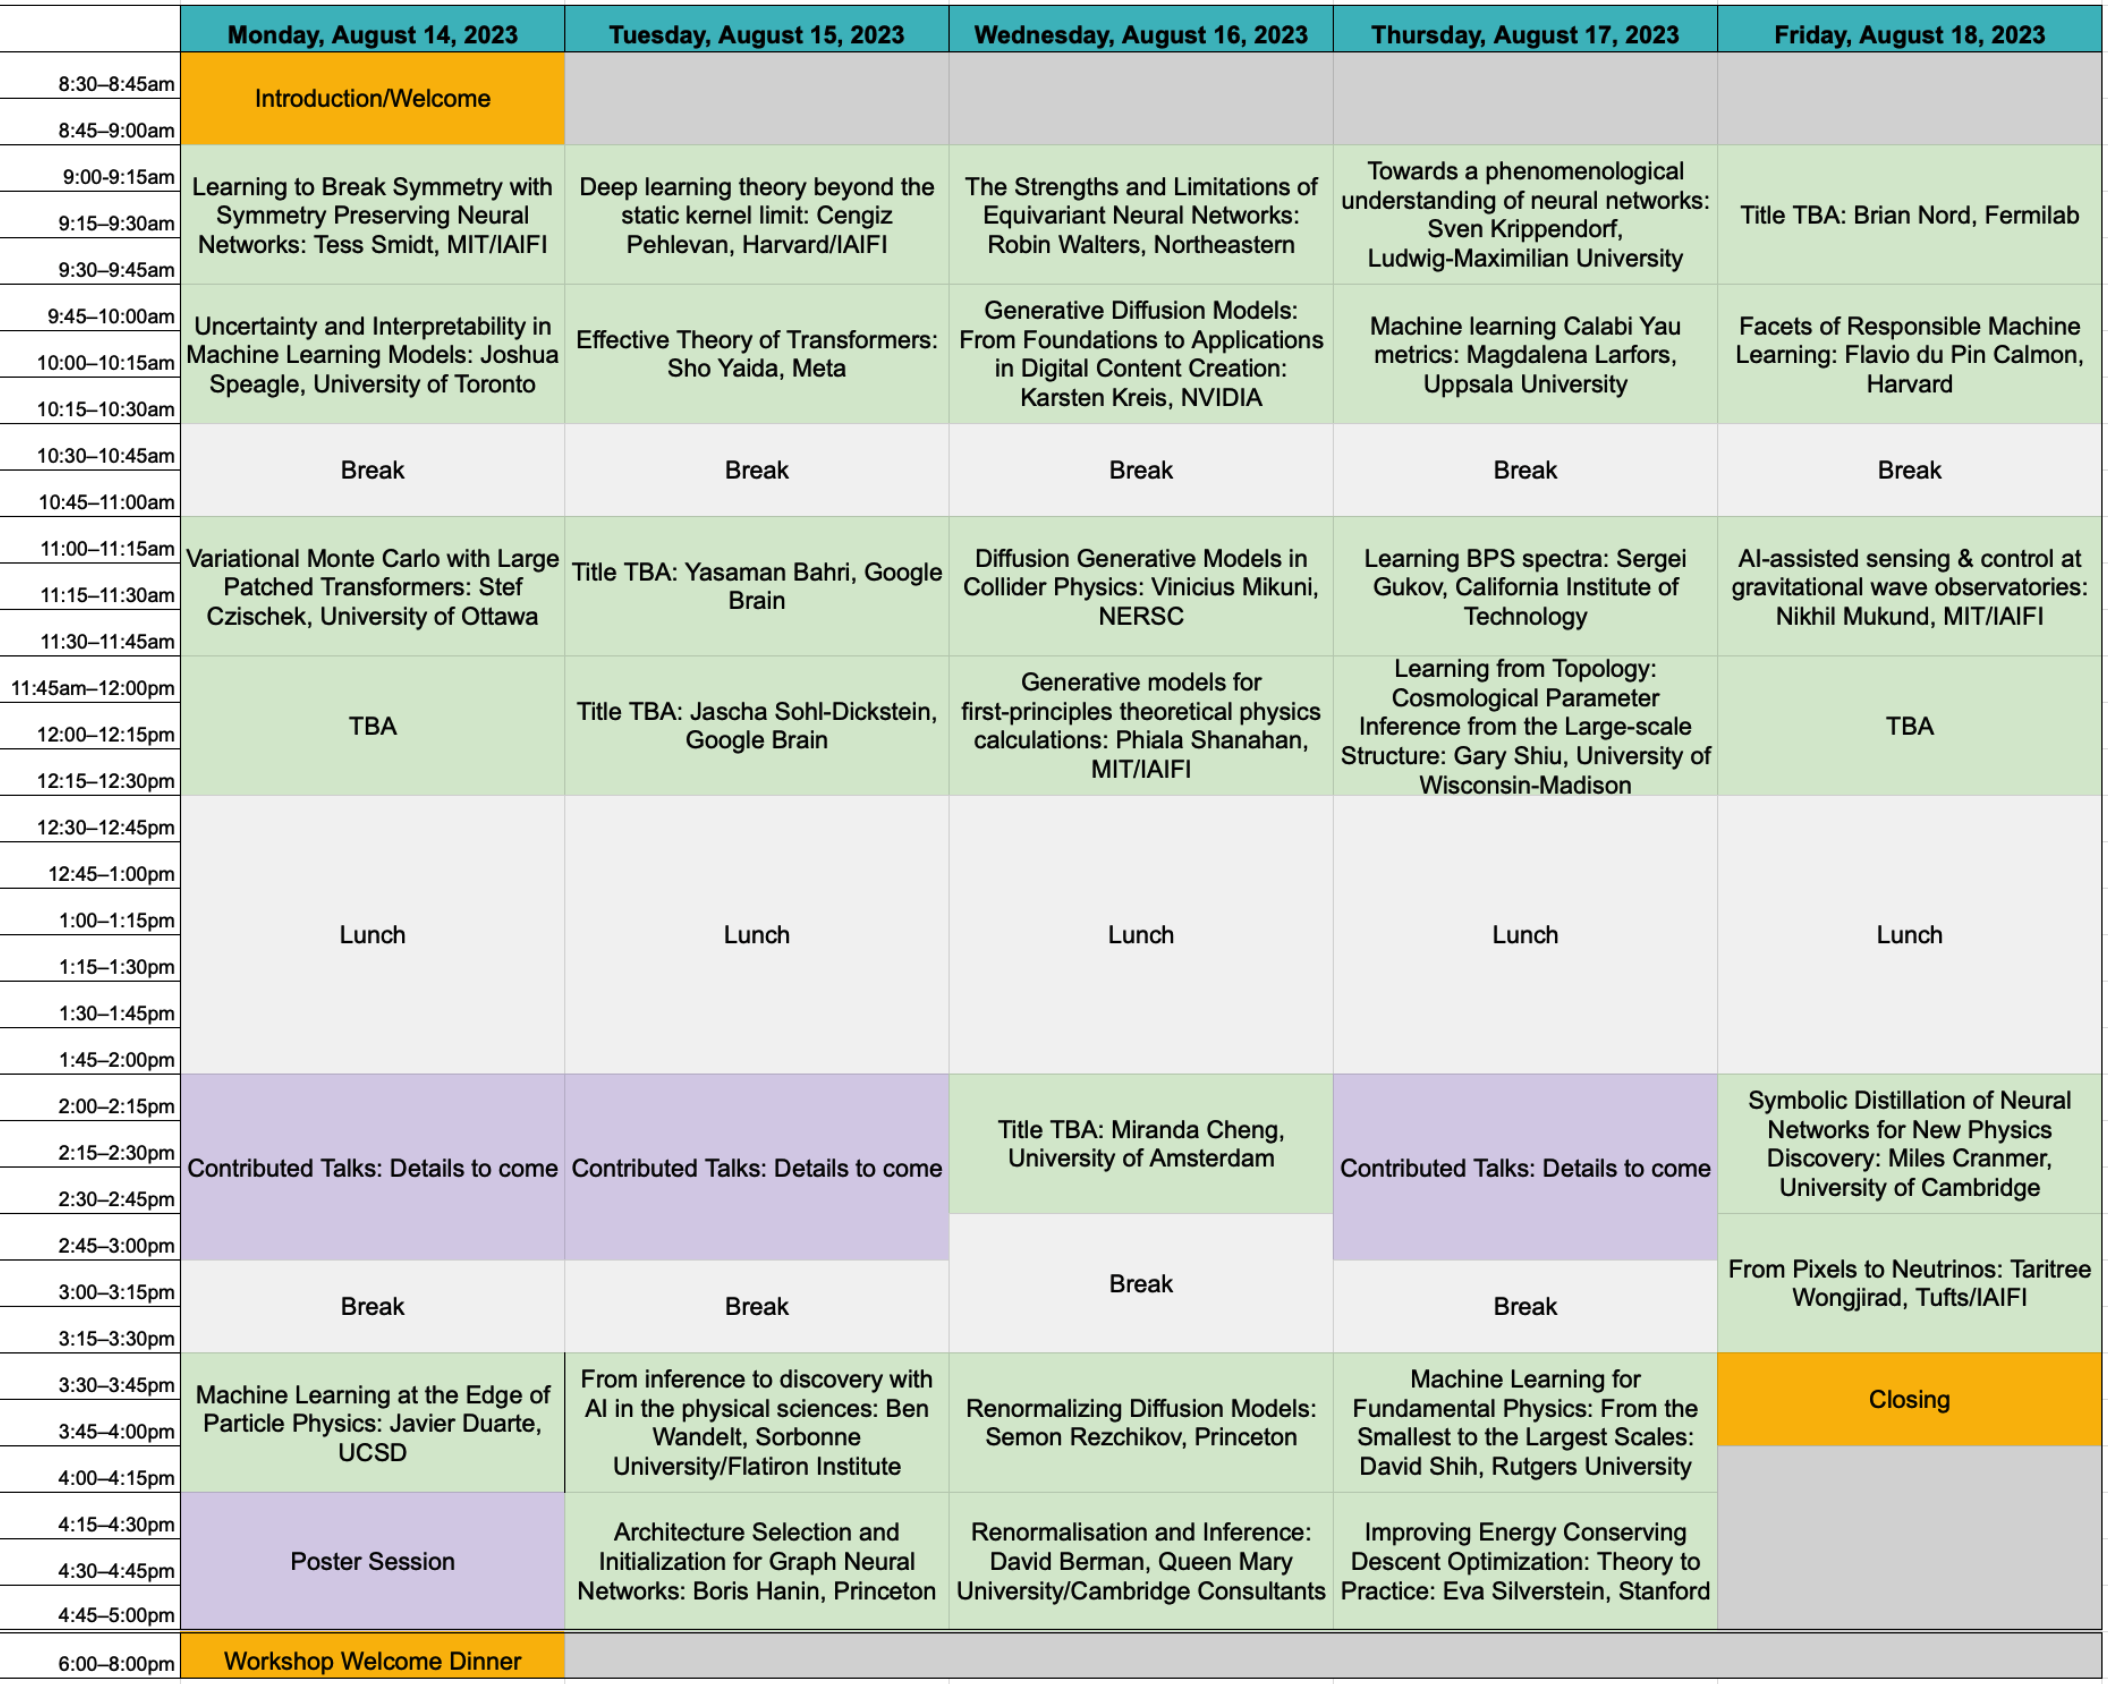 Monday, August 14, 2023
Tuesday, August 15, 2023
Wednesday, August 16, 2023
Thursday, August 17, 2023
Friday, August 18, 2023
8:30–8:45am
Introduction/Welcome
8:45–9:00am
9:00-9:15am
9:15–9:30am
9:30–9:45am
Learning to Break Symmetry with
Symmetry Preserving Neural
Networks: Tess Smidt, MIT/IAIFI
Deep learning theory beyond the
static kernel limit: Cengiz
Pehlevan, Harvard/IAIFI
The Strengths and Limitations of
Equivariant Neural Networks:
Robin Walters, Northeastern
Towards a phenomenological
understanding of neural networks:
Sven Krippendorf,
Ludwig-Maximilian University
Title TBA: Brian Nord, Fermilab
9:45–10:00am
10:00–10:15am
10:15–10:30am
Uncertainty and Interpretability in
Machine Learning Models: Joshua
Speagle, University of Toronto
Effective Theory of Transformers:
Sho Yaida, Meta
Generative Diffusion Models:
From Foundations to Applications
in Digital Content Creation:
Karsten Kreis, NVIDIA
Machine learning Calabi Yau
metrics: Magdalena Larfors,
Uppsala University
Facets of Responsible Machine
Learning: Flavio du Pin Calmon,
Harvard
10:30–10:45am
10:45–11:00am
Break
Break
Break
Break
Break
11:00–11:15am
11:15–11:30am
11:30–11:45am
Variational Monte Carlo with Large
Patched Transformers: Stef
Czischek, University of Ottawa
Title TBA: Yasaman Bahri, Google
Brain
Diffusion Generative Models in
Collider Physics: Vinicius Mikuni,
NERSC
Learning BPS spectra: Sergei
Gukov, California Institute of
Technology
AI-assisted sensing & control at
gravitational wave observatories:
Nikhil Mukund, MIT/IAIFI
11:45am–12:00pm
12:00–12:15pm
12:15–12:30pm
TBA
Title TBA: Jascha Sohl-Dickstein,
Google Brain
Generative models for
first-principles theoretical physics
calculations: Phiala Shanahan,
MIT/IAIFI
Learning from Topology:
Cosmological Parameter
Inference from the Large-scale
Structure: Gary Shiu, University of
Wisconsin-Madison
TBA
12:30–12:45pm
12:45–1:00pm
1:00–1:15pm
1:15–1:30pm
1:30–1:45pm
1:45–2:00pm
Lunch
Lunch
Lunch
Lunch
Lunch
2:00–2:15pm
2:15–2:30pm
2:30–2:45pm
2:45–3:00pm
3:00–3:15pm
3:15–3:30pm
Contributed Talks: Details to come
Contributed Talks: Details to come
Title TBA: Miranda Cheng,
University of Amsterdam
Contributed Talks: Details to come
Symbolic Distillation of Neural
Networks for New Physics
Discovery: Miles Cranmer,
University of Cambridge
Break
Break
Break
Break
From Pixels to Neutrinos: Taritree
Wongjirad, Tufts/IAIFI
3:30–3:45pm
3:45–4:00pm
4:00–4:15pm
Machine Learning at the Edge of
Particle Physics: Javier Duarte,
UCSD
From inference to discovery with
AI in the physical sciences: Ben
Wandelt, Sorbonne
University/Flatiron Institute
Renormalizing Diffusion Models:
Semon Rezchikov, Princeton
Machine Learning for
Fundamental Physics: From the
Smallest to the Largest Scales:
David Shih, Rutgers University
Closing
4:15–4:30pm
4:30–4:45pm
4:45–5:00pm
Poster Session
Architecture Selection and
Initialization for Graph Neural
Networks: Boris Hanin, Princeton
Renormalisation and Inference:
David Berman, Queen Mary
University/Cambridge Consultants
Improving Energy Conserving
Descent Optimization: Theory to
Practice: Eva Silverstein, Stanford
6:00–8:00pm
Workshop Welcome Dinner